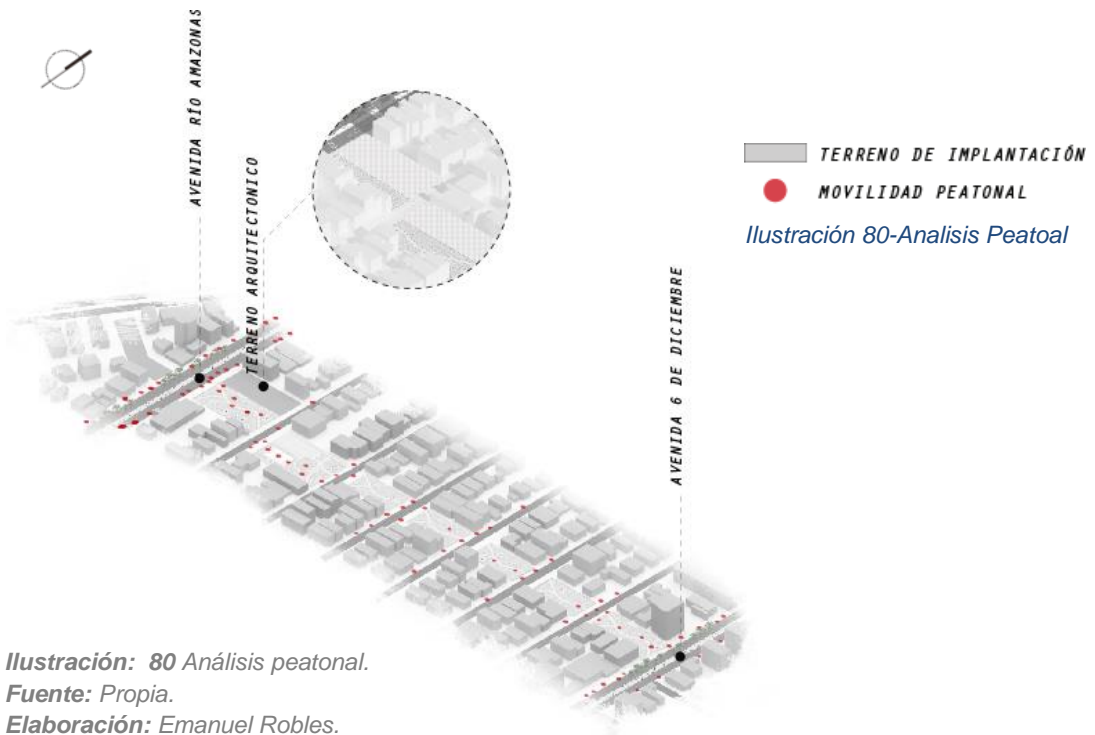 AVENIDA RÍO AMAZONAS
TERRENO ARQUITECTONICO
AVENIDA 6 DE DICIEMBRE
TERRENO DE IMPLANTACIÓN
MOVILIDAD PEATONAL
Ilustración 80-Analisis Peatoal
Ilustración: 80 Análisis peatonal.
Fuente: Propia.
Elaboración: Emanuel Robles.